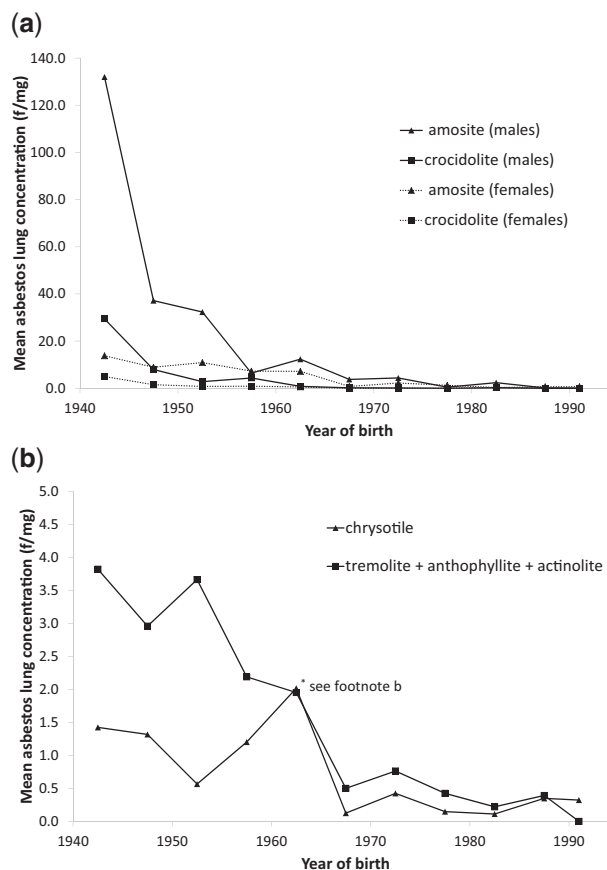 (a)
Mean asbestos lung concentration (f/mg)
140.0
120.0
100.0
80.0
60.0
40.0
20.0
0.0
amosite (males)
crocidolite (males)
amosite (females)
crocidolite (females)
1940 1950 1960 1970 1980 1990
Year of birth
(b)
Mean asbestos lung concentration (f/mg)
5.0
4.5
4.0
3.5
3.0
2.5
2.0
1.5
1.0
0.5
0.0
chrysotile
tremolite + anthophyllite + actinolite
* see footnote b
1940 1950 1960 1970 1980 1990
Year of birth